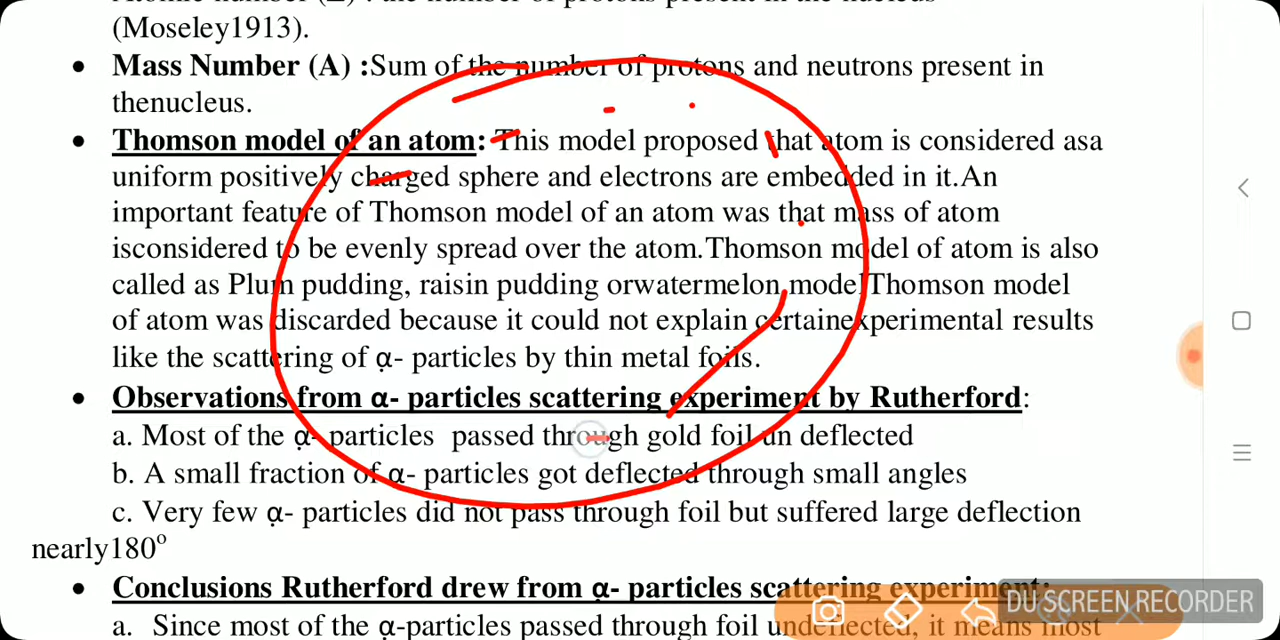 (Moseley1913).
• Mass Number (A) :Sum of the number of protons and neutrons present in
thenucleus.
• Thomson model of an atom: This model proposed that atom is considered asa
uniform positively charged sphere and electrons are embedded in it.An
important feature of Thomson model of an atom was that mass of atom
isconsidered to be evenly spread over the atom.Thomson model of atom is also
called as Plum pudding, raisin pudding orwatermelon modelThomson model
of atom was discarded because it could not explain certainexperimental results
like the scattering of α- particles by thin metal foils.
• Observations from α- particles scattering experiment by Rutherford:
a. Most of the α- particles passed through gold foil un deflected
b. A small fraction of α- particles got deflected through small angles
c. Very few α- particles did not pass through foil but suffered large deflection
nearly180°
• Conclusions Rutherford drew from α- particles scattering experiment:
a. Since most of the α-particles passed through foil undeflected, it means most
DU SCREEN RECORDER